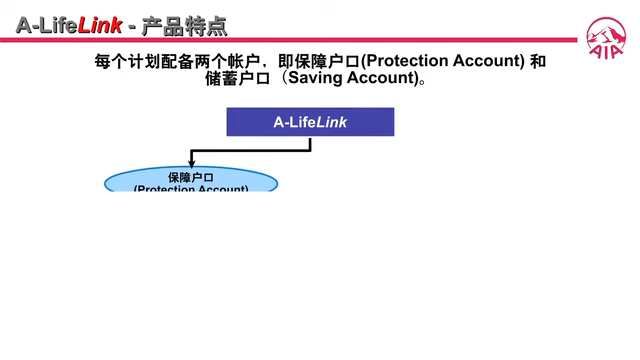 A-LifeLink - 产品特点
AIA
每个计划配备两个帐户，即保障户口(Protection Account) 和
储蓄户口（Saving Account)。
A-LifeLink
保障户口
(Protection Account)